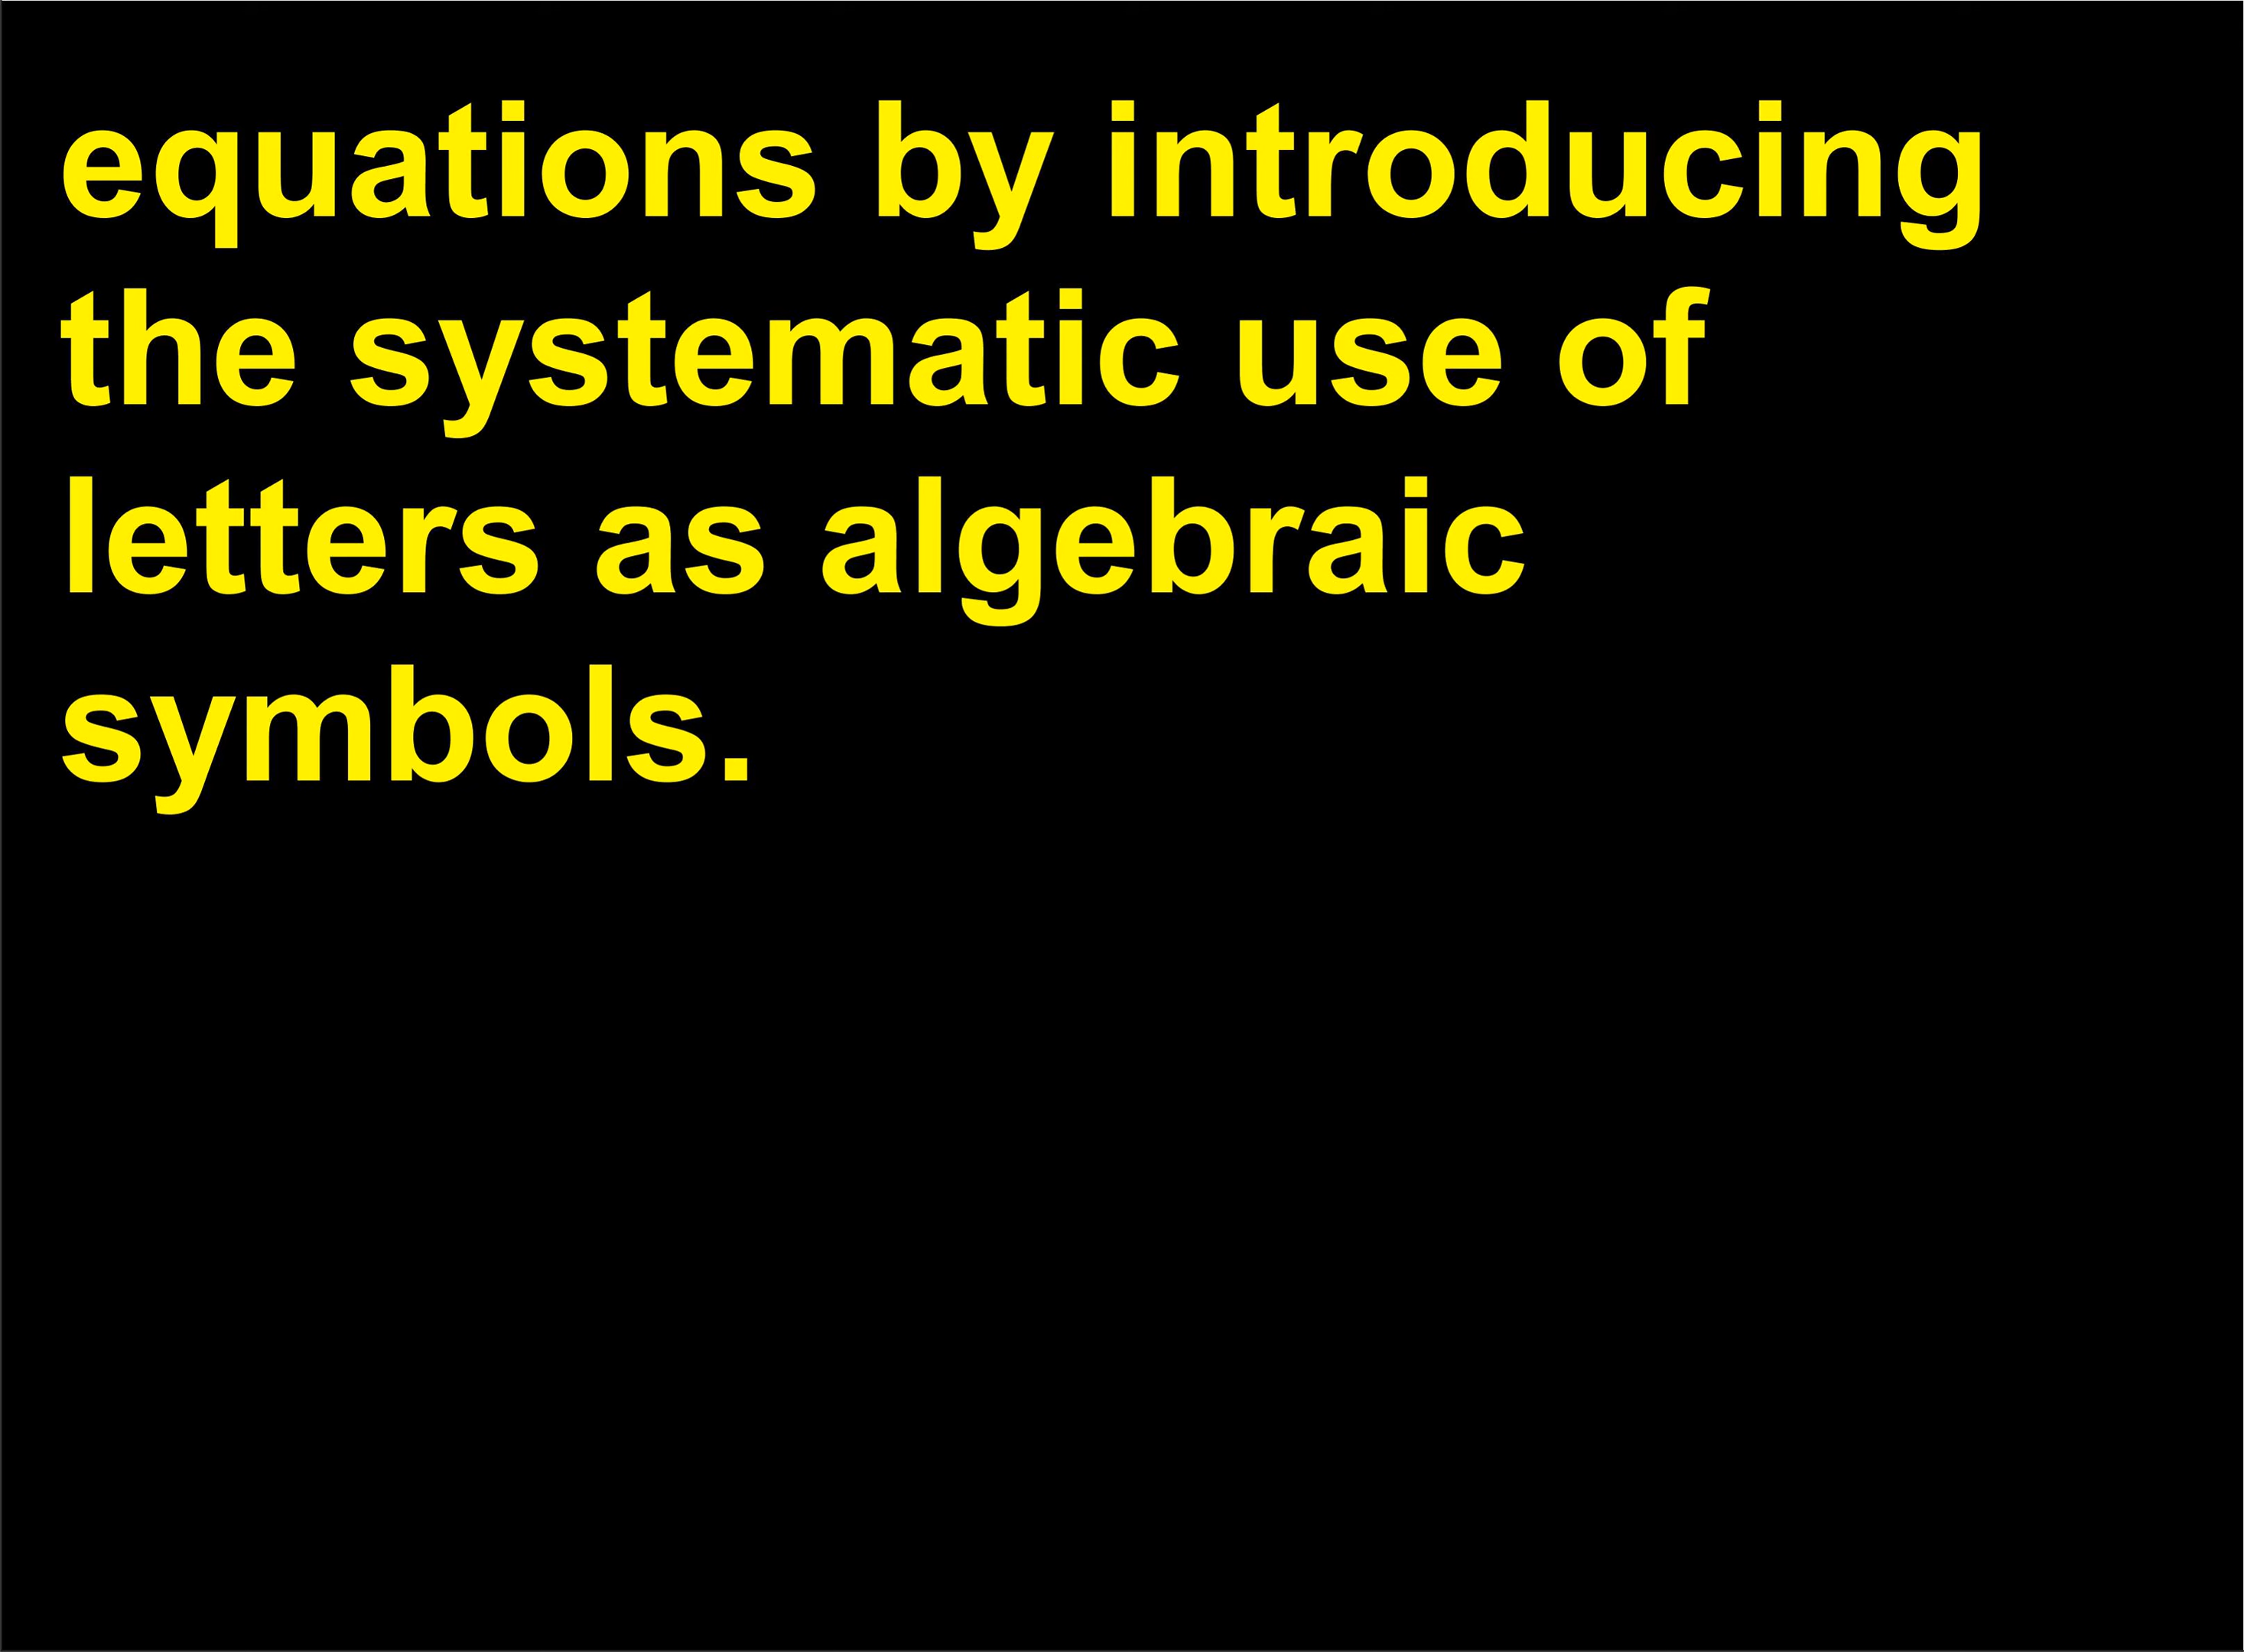 equations by introducing
the systematic use of
letters as algebraic
symbols.